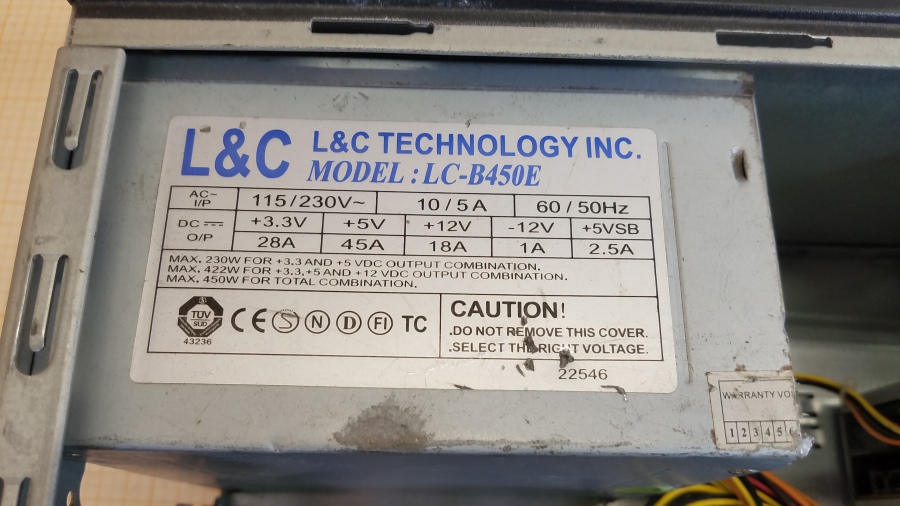 L&C
L&C TECHNOLOGY INC.
MODEL : LC-B450E
AC~ I/P 115/230V~ 10/5A 60/50Hz
DC O/P +3.3V +5V +12V -12V +5VSB
28A 45A 18A 1A 2.5A
MAX. 230W FOR +3.3 AND +5 VDC OUTPUT COMBINATION.
MAX. 422W FOR +3.3,+5 AND +12 VDC OUTPUT COMBINATION.
MAX. 450W FOR TOTAL COMBINATION.
TÜV
SÜD
43236
CE S N D FI TC
CAUTION!
.DO NOT REMOVE THIS COVER.
.SELECT THE RIGHT VOLTAGE.
22546
WARRANTY VO
1 2 3 4 5 6